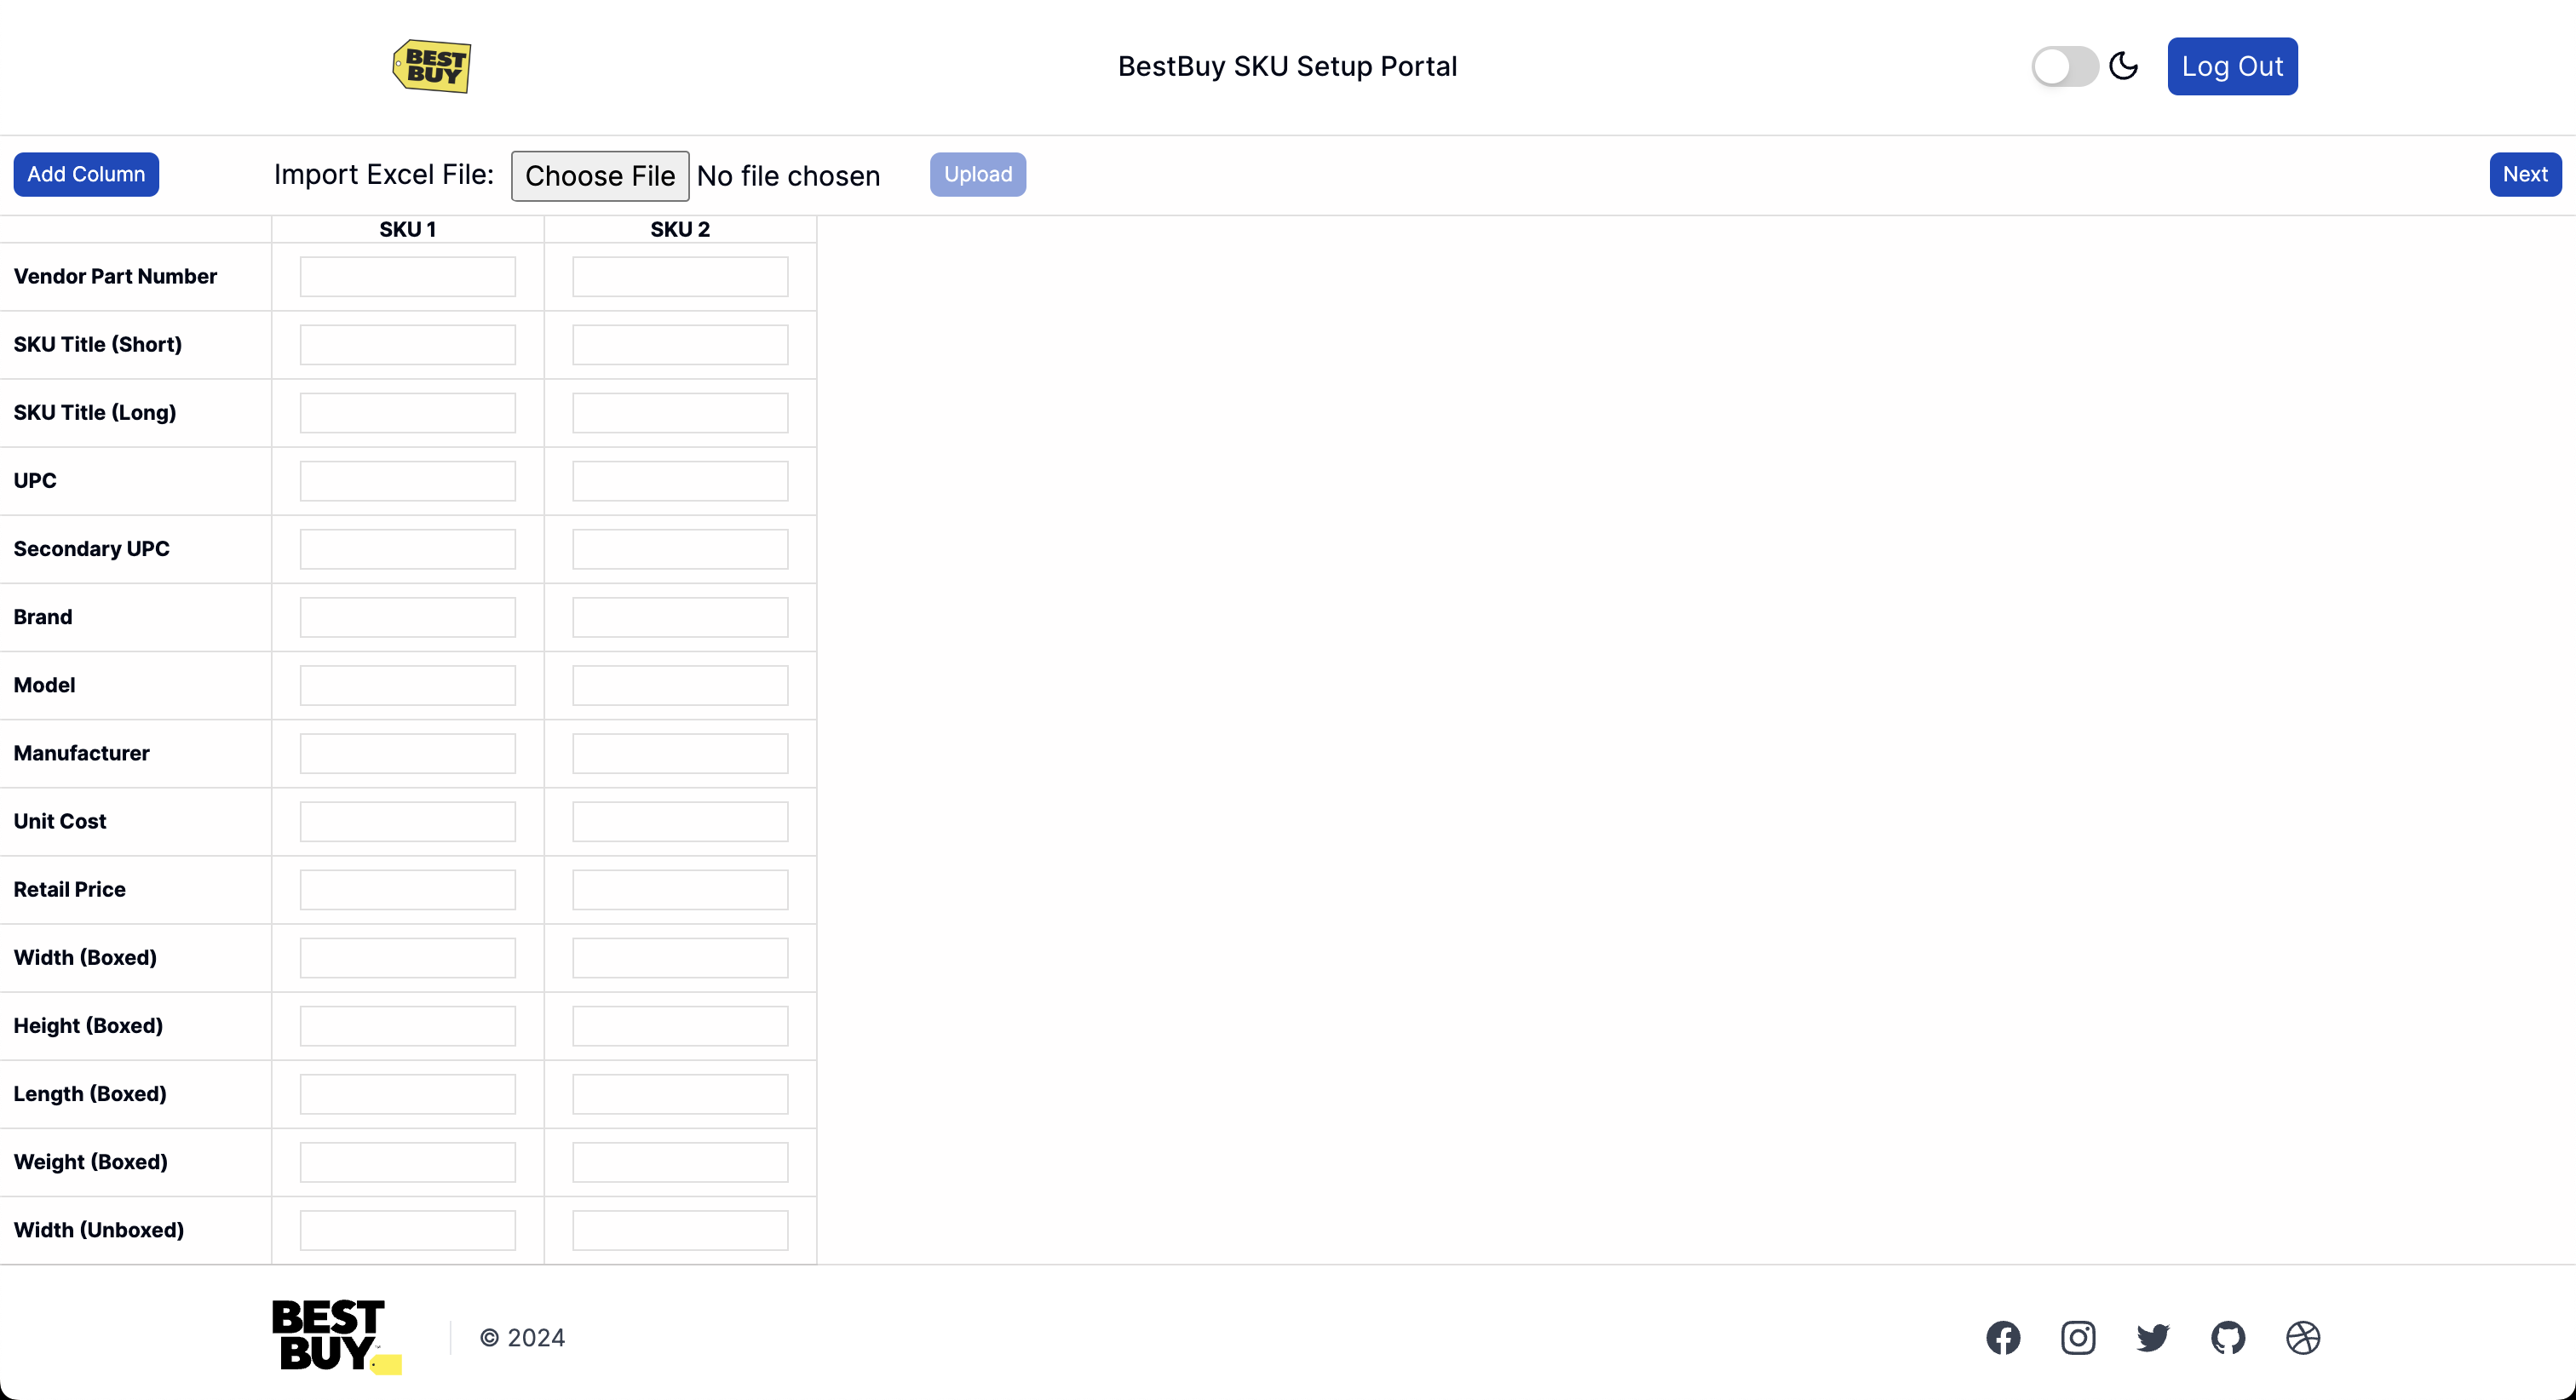 BEST
BUY
BestBuy SKU Setup Portal
Log Out
Add Column
Import Excel File:
Choose File No file chosen
Upload
Next
SKU 1 SKU 2
Vendor Part Number
SKU Title (Short)
SKU Title (Long)
UPC
Secondary UPC
Brand
Model
Manufacturer
Unit Cost
Retail Price
Width (Boxed)
Height (Boxed)
Length (Boxed)
Weight (Boxed)
Width (Unboxed)
BEST
BUY
© 2024